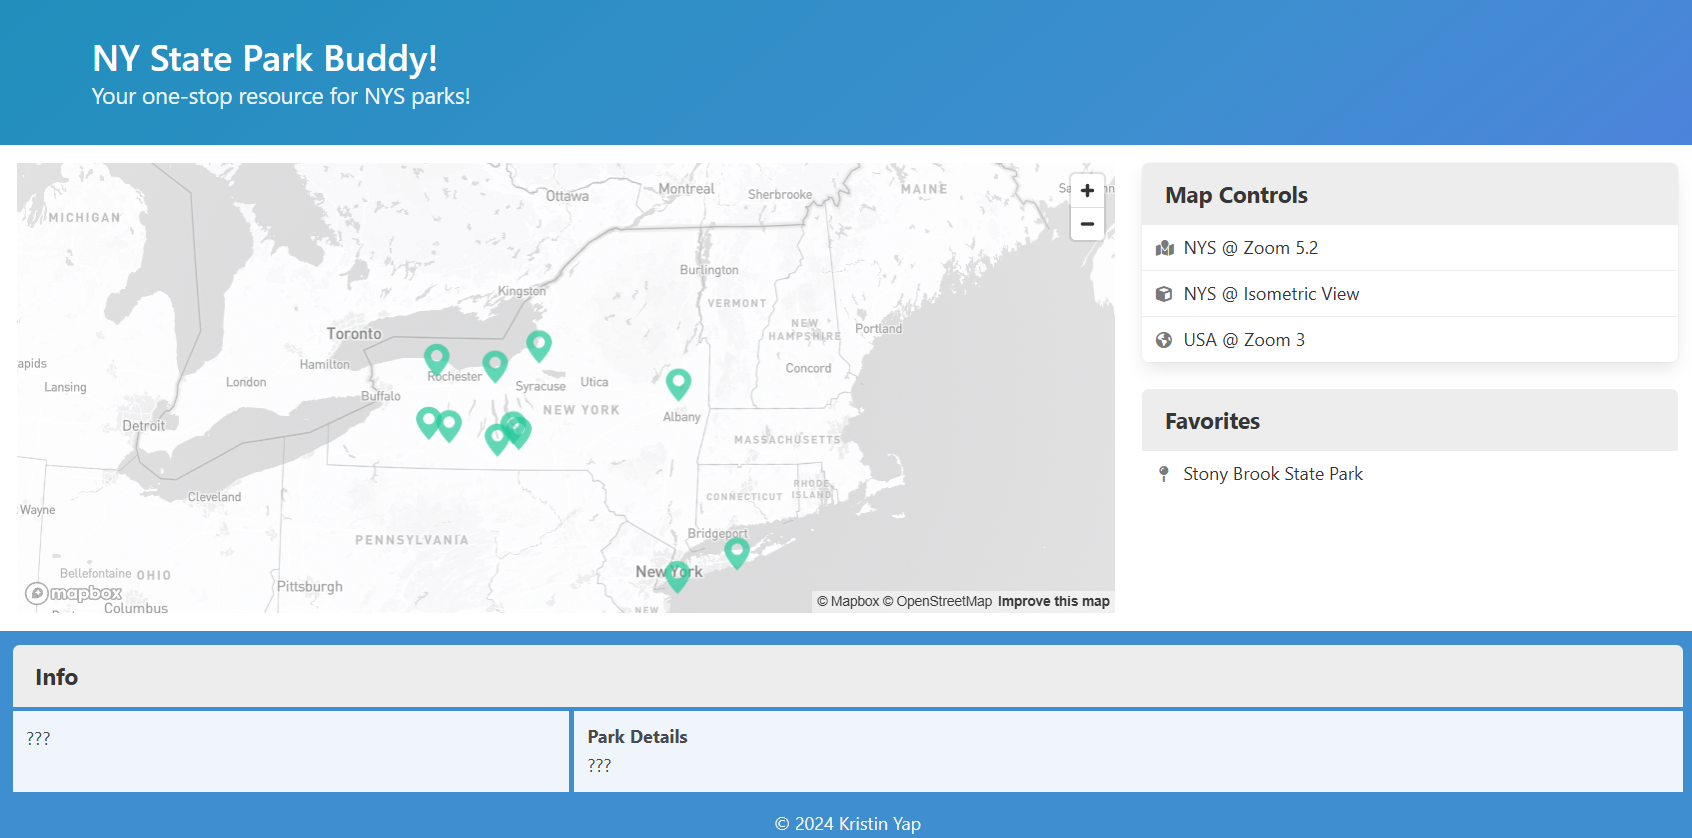 NY State Park Buddy!
Your one-stop resource for NYS parks!
Ottawa
Montreal
Sherbrooke
MAINE
MICHIGAN
Burlington
Kingston
VERMONT
Toronto
NEW
HAMPSHIRE
Portland
Hamilton
apids
Rochester
Lansing
London
Buffalo
Syracuse
Utica
Concord
NEW YORK
Albany
Detroit
MASSACHUSETTS
Cleveland
CONNECTICUT
RHODE
ISLAND
Wayne
Bridgeport
PENNSYLVANIA
Bellefontaine
OHIO
New York
Pittsburgh
mapbox
Columbus
NEW
© Mapbox © OpenStreetMap Improve this map
Map Controls
NYS @ Zoom 5.2
NYS @ Isometric View
USA @ Zoom 3
Favorites
Stony Brook State Park
Info
???
Park Details
???
© 2024 Kristin Yap